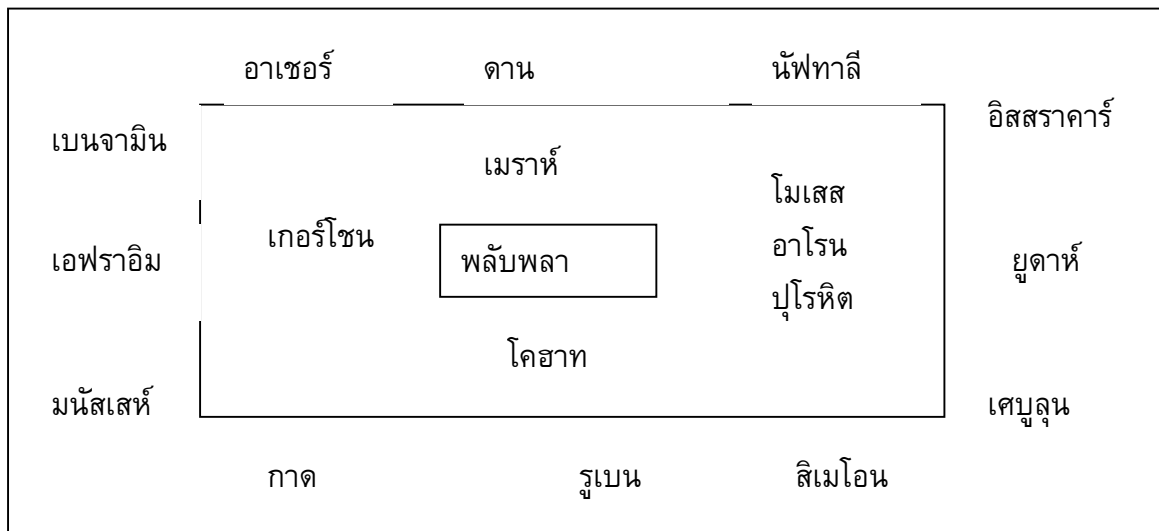 อาเชอร์ ดาน นัฟทาลี
อิสสราคาร์
เบนจามิน
เมราห์
โมเสส
เกอร์โชน
อาโรน
เอฟราอิม
พลับพลา
ยูดาห์
ปุโรหิต
โคฮาท
มนัสเสห์
เศบูลุน
กาด รูเบน สิเมโอน